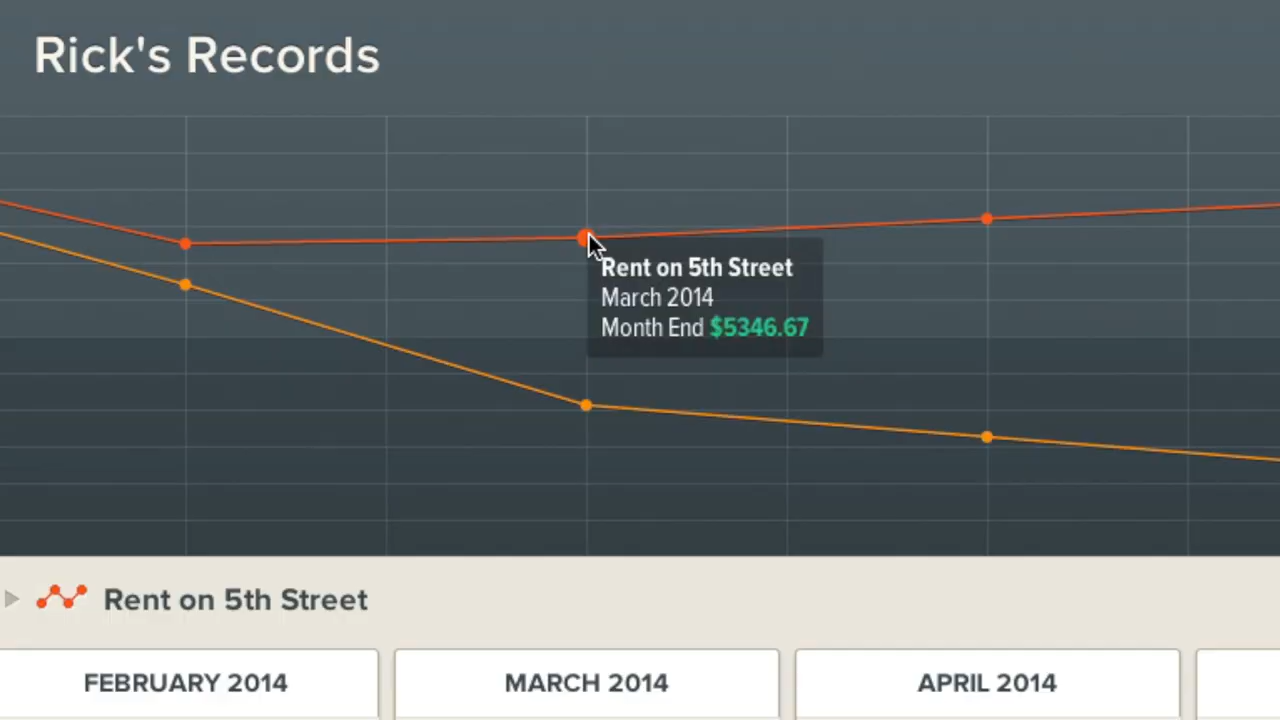 Rick's Records
Rent on 5th Street
March 2014
Month End $5346.67
Rent on 5th Street
FEBRUARY 2014
MARCH 2014
APRIL 2014